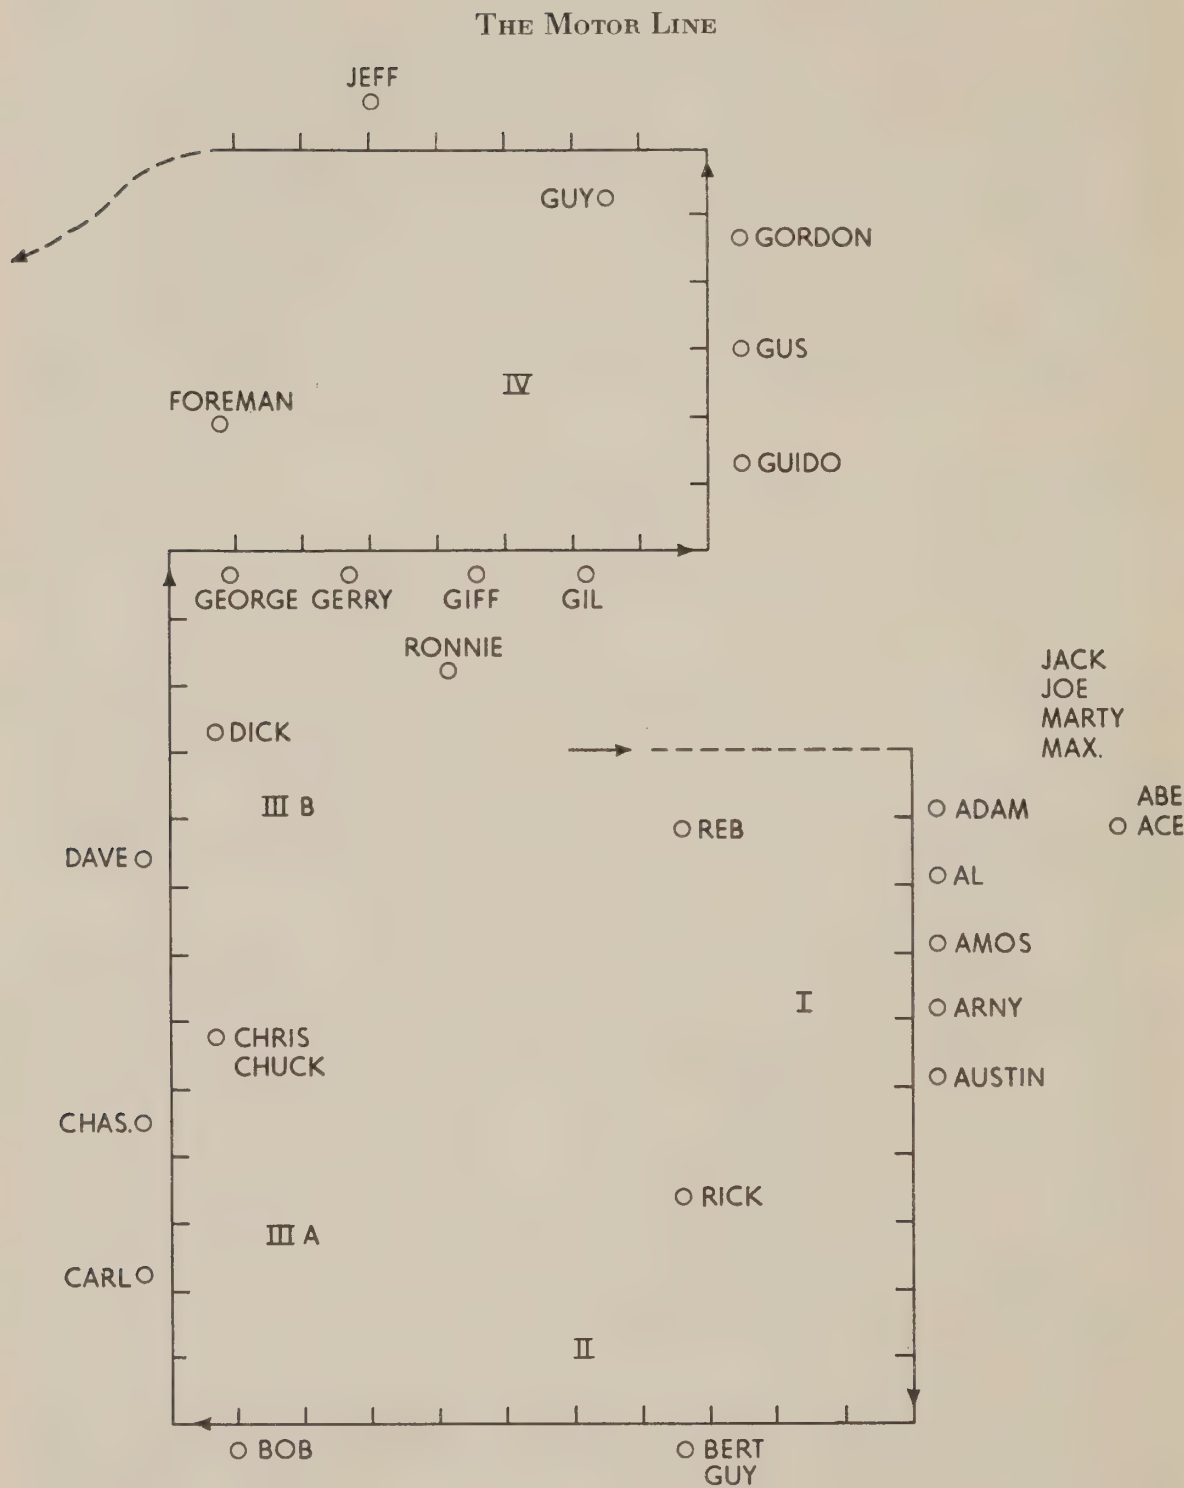 THE MOTOR LINE
JEFF
GUY
GORDON
GUS
IV
FOREMAN
GUIDO
GEORGE GERRY GIFF GIL
RONNIE
JACK
JOE
MARTY
MAX.
DICK
III B
ABE
ADAM
ACE
REB
DAVE
AL
AMOS
I
ARNY
CHRIS
CHUCK
AUSTIN
CHAS.
RICK
III A
CARL
II
BOB
BERT
GUY